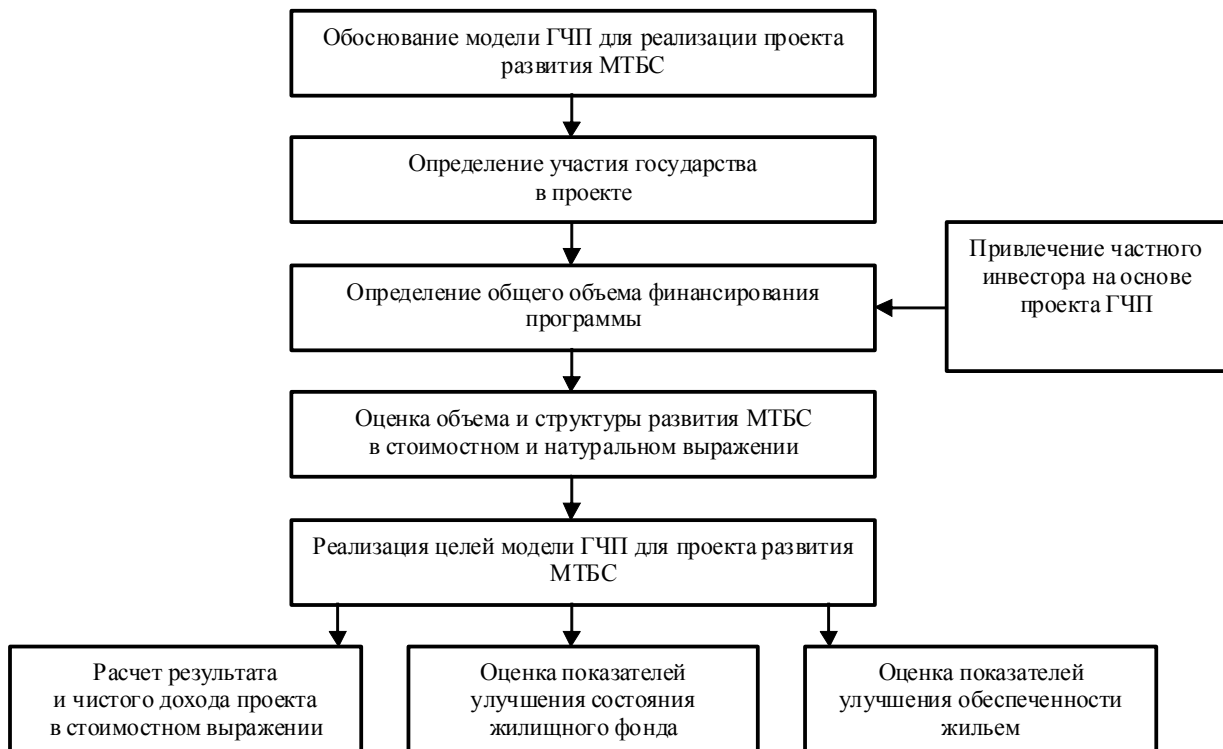 Обоснование модели ГЧП для реализации проекта
развития МТБС
Определение участия государства
в проекте
Привлечение частного
инвестора на основе
проекта ГЧП
Определение общего объема финансирования
программы
Оценка объема и структуры развития МТБС
в стоимостном и натуральном выражении
Реализация целей модели ГЧП для проекта развития
МТБС
Расчет результата
и чистого дохода проекта
в стоимостном выражении
Оценка показателей
улучшения состояния
жилищного фонда
Оценка показателей
улучшения обеспеченности
жильем